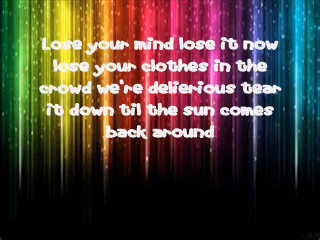 Lose your mind lose it now
lose your clothes in the
crowd we're delierious tear
it down til the sun comes
back around